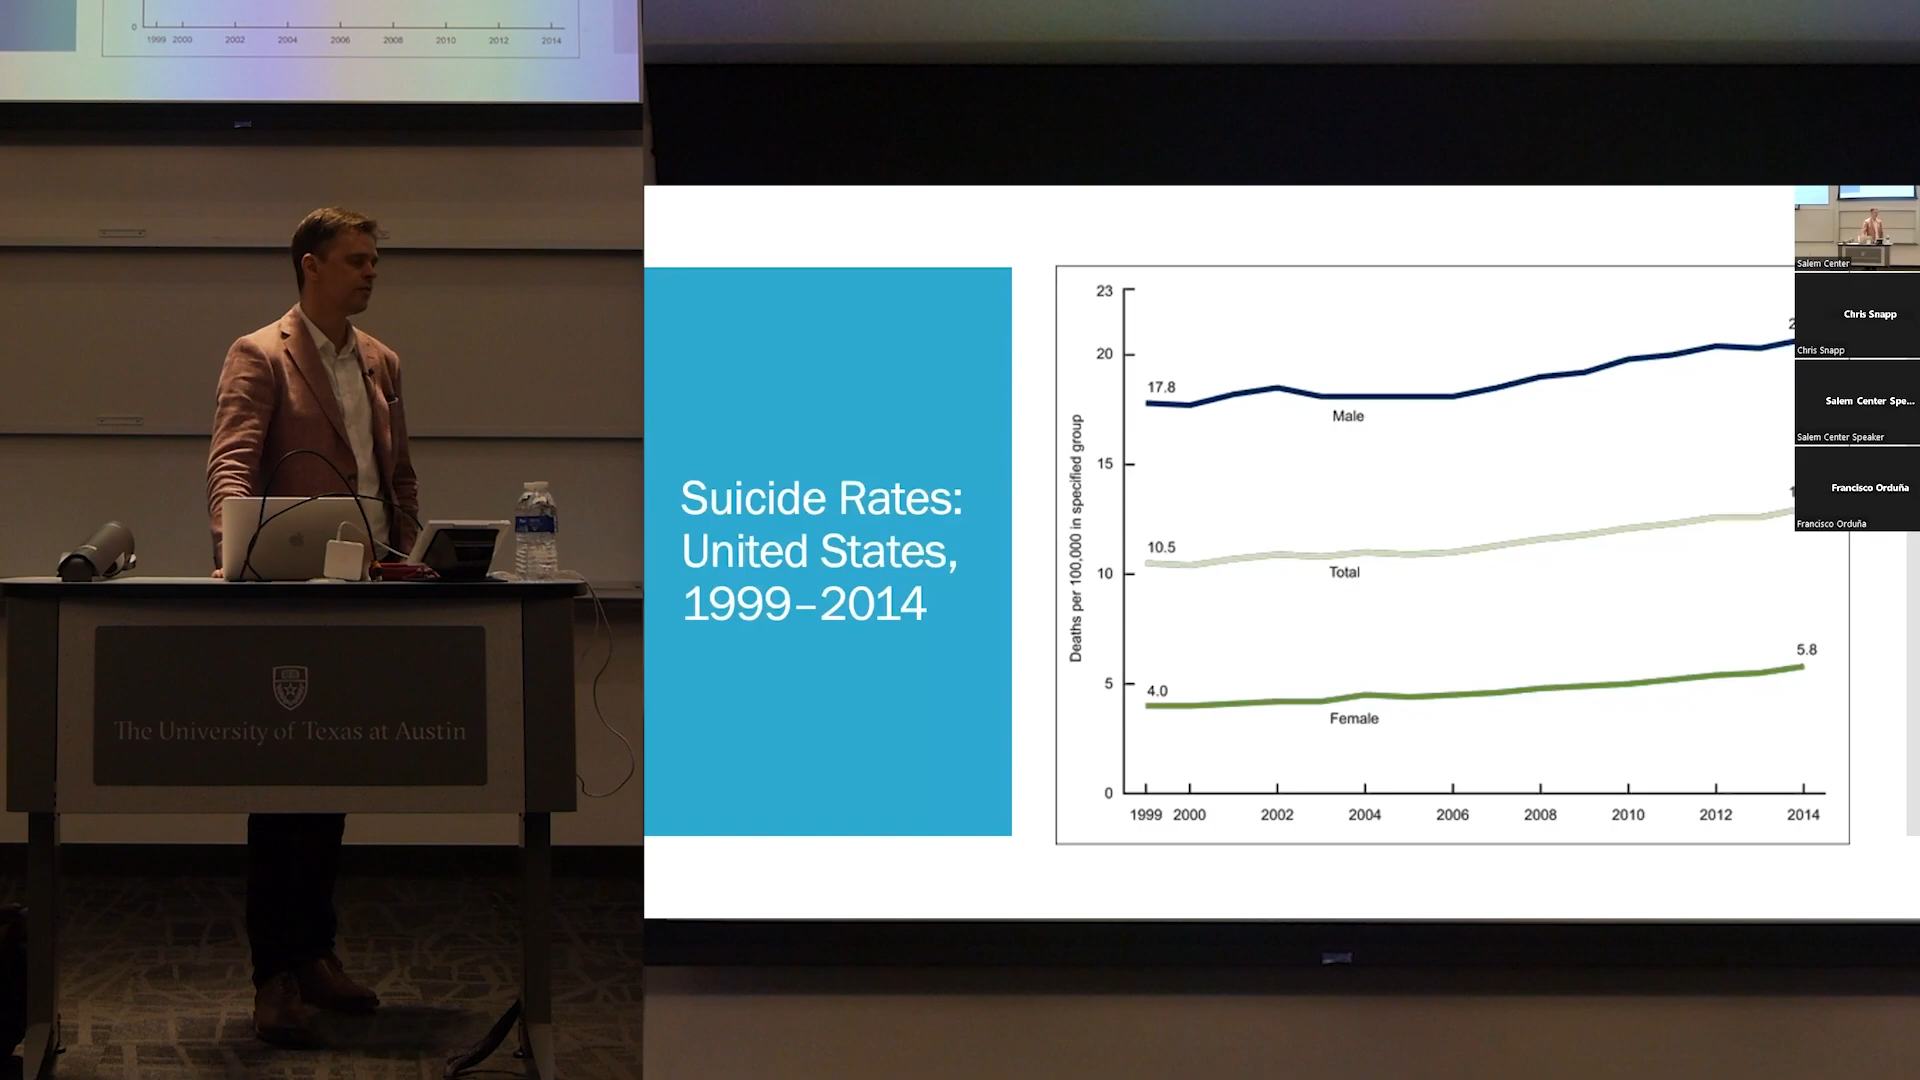 0
1999 2000 2002 2004 2006 2008 2010 2012 2014
The University of Texas at Austin
Suicide Rates:
United States,
1999–2014
Deaths per 100,000 in specified group
23
20
15
10
5
0
17.8
Male
10.5
Total
4.0
Female
5.8
1999 2000 2002 2004 2006 2008 2010 2012 2014
Salem Center
Chris Snapp
Chris Snapp
Salem Center Spe...
Salem Center Speaker
Francisco Orduña
Francisco Orduña